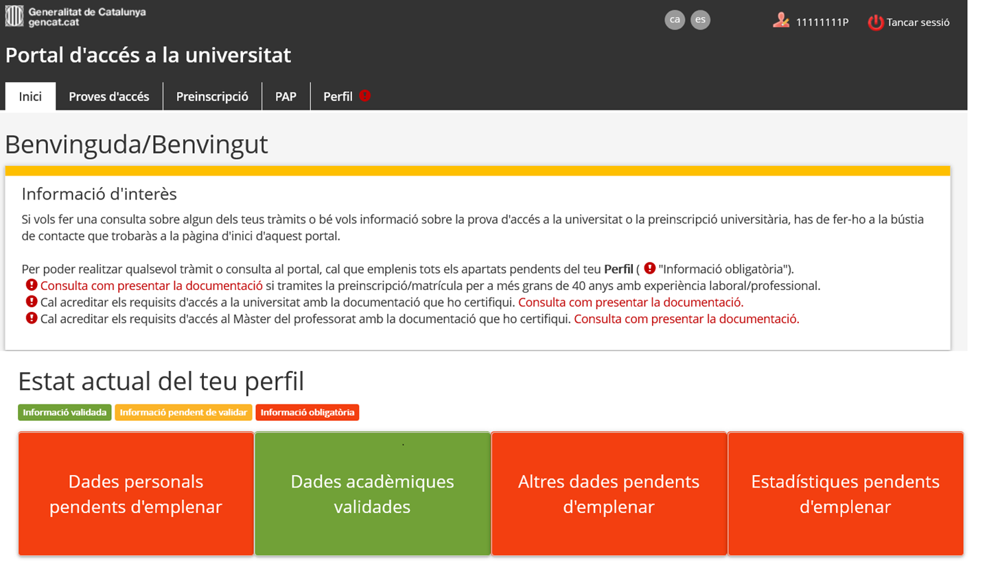 Generalitat de Catalunya
gencat.cat
ca es 11111111P Tancar sessió
Portal d'accés a la universitat
Inici Proves d'accés Preinscripció PAP Perfil
Benvinguda/Benvingut
Informació d'interès
Si vols fer una consulta sobre algun dels teus tràmits o bé vols informació sobre la prova d'accés a la universitat o la preinscripció universitària, has de fer-ho a la bústia
de contacte que trobaràs a la pàgina d'inici d'aquest portal.
Per poder realitzar qualsevol tràmit o consulta al portal, cal que emplenis tots els apartats pendents del teu Perfil ( "Informació obligatòria").
Consulta com presentar la documentació si tramites la preinscripció/matrícula per a més grans de 40 anys amb experiència laboral/professional.
Cal acreditar els requisits d'accés a la universitat amb la documentació que ho certifiqui. Consulta com presentar la documentació.
Cal acreditar els requisits d'accés al Màster del professorat amb la documentació que ho certifiqui. Consulta com presentar la documentació.
Estat actual del teu perfil
Informació validada Informació pendent de validar Informació obligatòria
Dades personals
pendents d'emplenar
Dades acadèmiques
validades
Altres dades pendents
d'emplenar
Estadístiques pendents
d'emplenar